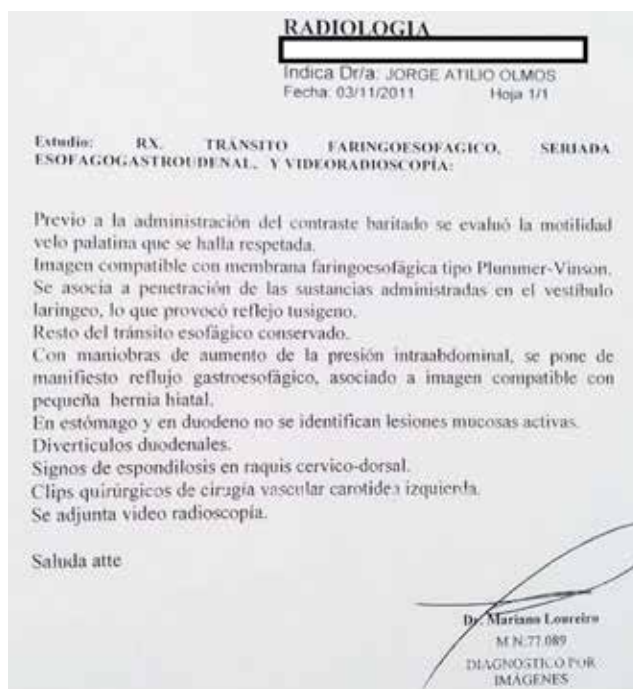 RADIOLOGIA
Indica Dr/a: JORGE ATILIO OLMOS
Fecha: 03/11/2011 Hoja 1/1
Estudio: RX. TRÁNSITO FARINGOESOFAGICO, SERIADA
ESOFAGOGASTROUDENAL, Y VIDEORADIOSCOPÍA:
Previo a la administración del contraste baritado se evaluó la motilidad
velo palatina que se halla respetada.
Imagen compatible con membrana faringoesofágica tipo Plummer-Vinson.
Se asocia a penetración de las sustancias administradas en el vestíbulo
laríngeo, lo que provocó reflejo tusígeno.
Resto del tránsito esofágico conservado.
Con maniobras de aumento de la presión intraabdominal, se pone de
manifiesto reflujo gastroesofágico, asociado a imagen compatible con
pequeña hernia hiatal.
En estómago y en duodeno no se identifican lesiones mucosas activas.
Divertículos duodenales.
Signos de espondilosis en raquis cervico-dorsal.
Clips quirúrgicos de cirugía vascular carotidea izquierda.
Se adjunta video radioscopía.
Saluda atte
Dr. Mariano Loureiro
M N:77.089
DIAGNOSTICO POR
IMÁGENES